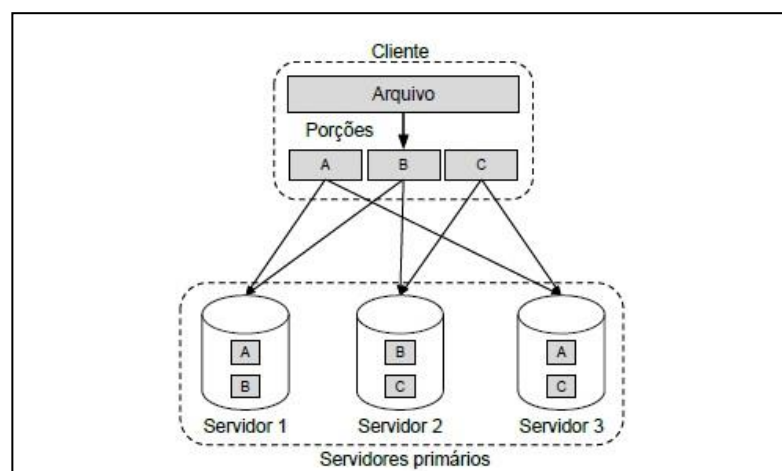 Cliente
Arquivo
Porções
A B C
A B A
B C C
Servidor 1 Servidor 2 Servidor 3
Servidores primários